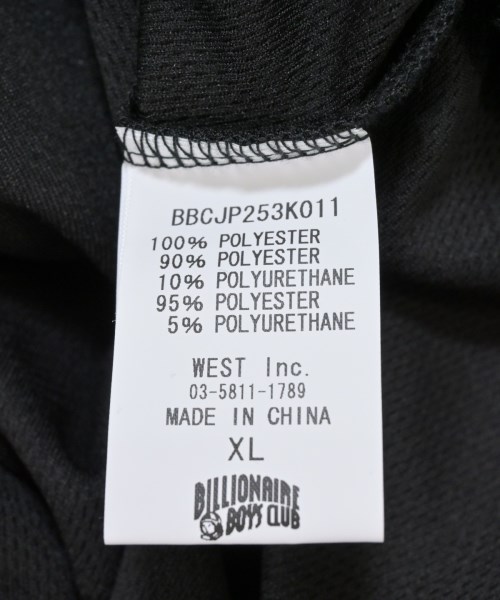 BBCJP253K011
100% POLYESTER
90% POLYESTER
10% POLYURETHANE
95% POLYESTER
5% POLYURETHANE
WEST Inc.
03-5811-1789
MADE IN CHINA
XL
BILLIONAIRE
BOYS CLUB